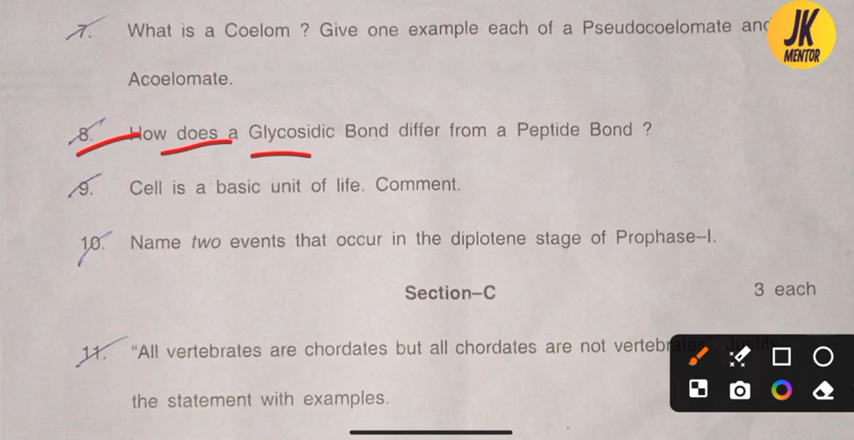 7. What is a Coelom ? Give one example each of a Pseudocoelomate and
JK
MENTOR
Acoelomate.
8. How does a Glycosidic Bond differ from a Peptide Bond ?
9. Cell is a basic unit of life. Comment.
10. Name two events that occur in the diplotene stage of Prophase–I.
Section–C 3 each
11. "All vertebrates are chordates but all chordates are not vertebrates". Justify
the statement with examples.